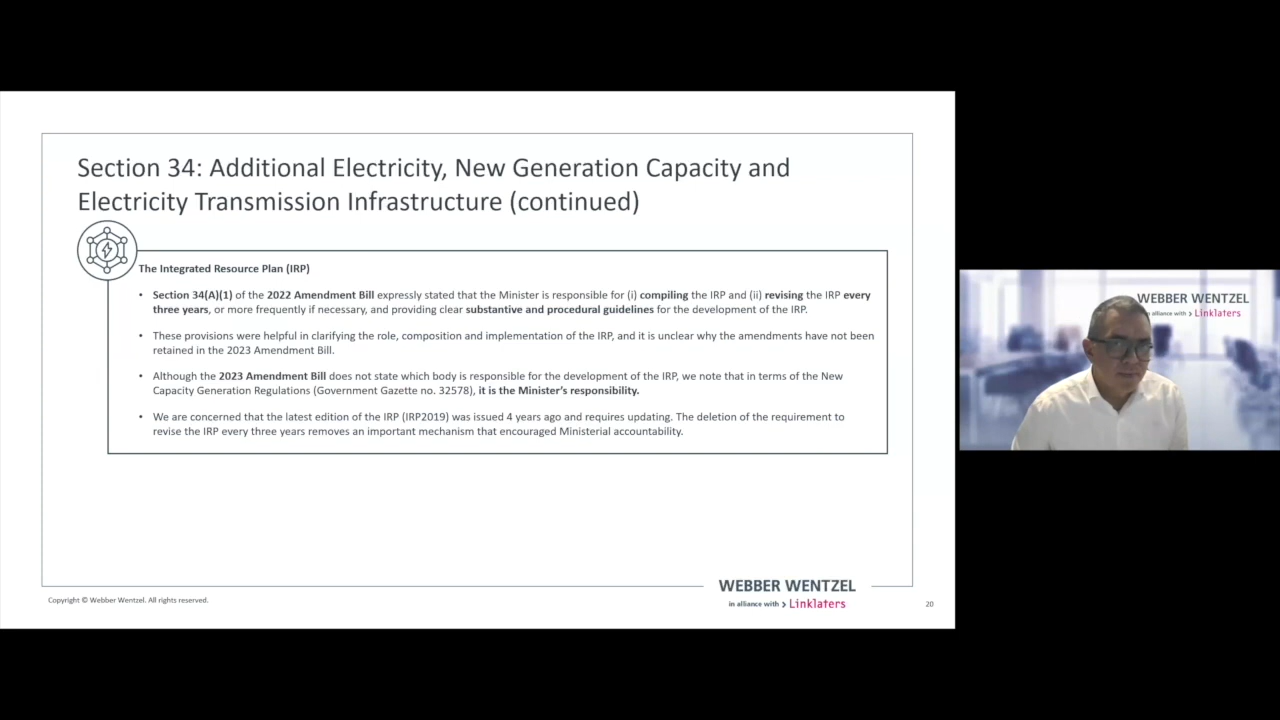 Section 34: Additional Electricity, New Generation Capacity and
Electricity Transmission Infrastructure (continued)
The Integrated Resource Plan (IRP)
• Section 34(A)(1) of the 2022 Amendment Bill expressly stated that the Minister is responsible for (i) compiling the IRP and (ii) revising the IRP every
three years, or more frequently if necessary, and providing clear substantive and procedural guidelines for the development of the IRP.
• These provisions were helpful in clarifying the role, composition and implementation of the IRP, and it is unclear why the amendments have not been
retained in the 2023 Amendment Bill.
• Although the 2023 Amendment Bill does not state which body is responsible for the development of the IRP, we note that in terms of the New
Capacity Generation Regulations (Government Gazette no. 32578), it is the Minister's responsibility.
• We are concerned that the latest edition of the IRP (IRP2019) was issued 4 years ago and requires updating. The deletion of the requirement to
revise the IRP every three years removes an important mechanism that encouraged Ministerial accountability.
WEBBER WENTZEL
in alliance with > Linklaters
Copyright © Webber Wentzel. All rights reserved.
20
WEBBER WENTZEL
in alliance with > Linklaters